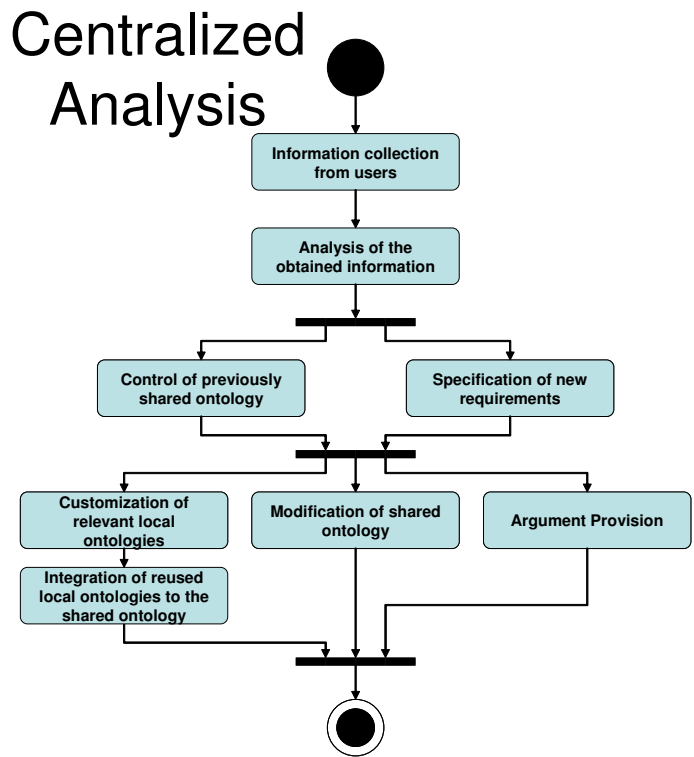 Centralized
Analysis
Information collection
from users
Analysis of the
obtained information
Control of previously
shared ontology
Specification of new
requirements
Customization of
relevant local
ontologies
Modification of shared
ontology
Argument Provision
Integration of reused
local ontologies to the
shared ontology